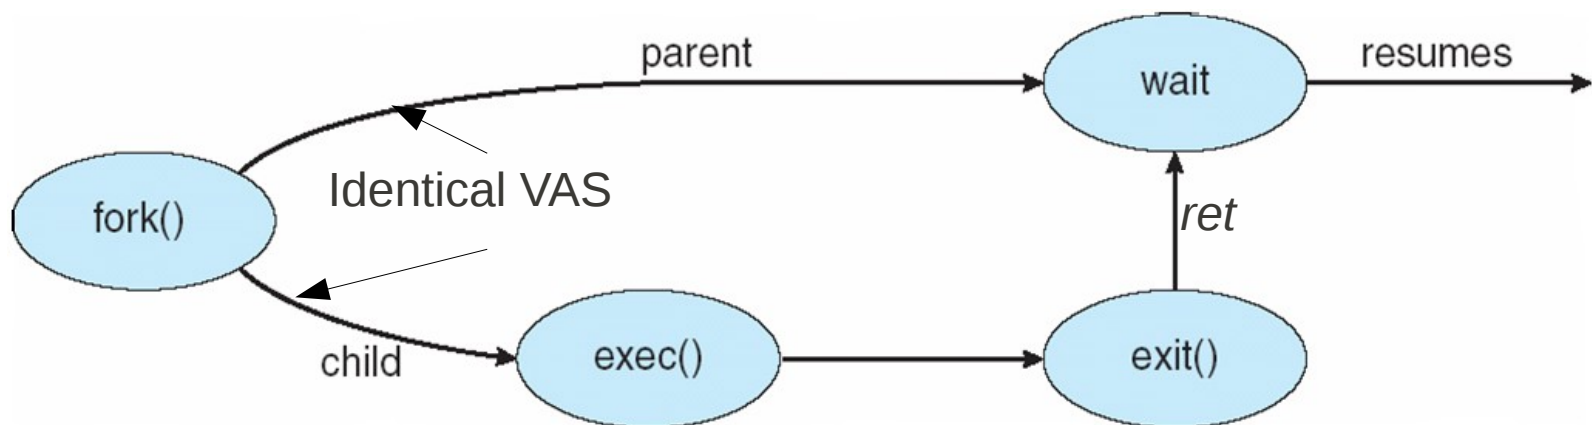 parent
wait
resumes
Identical VAS
fork()
ret
child
exec()
exit()